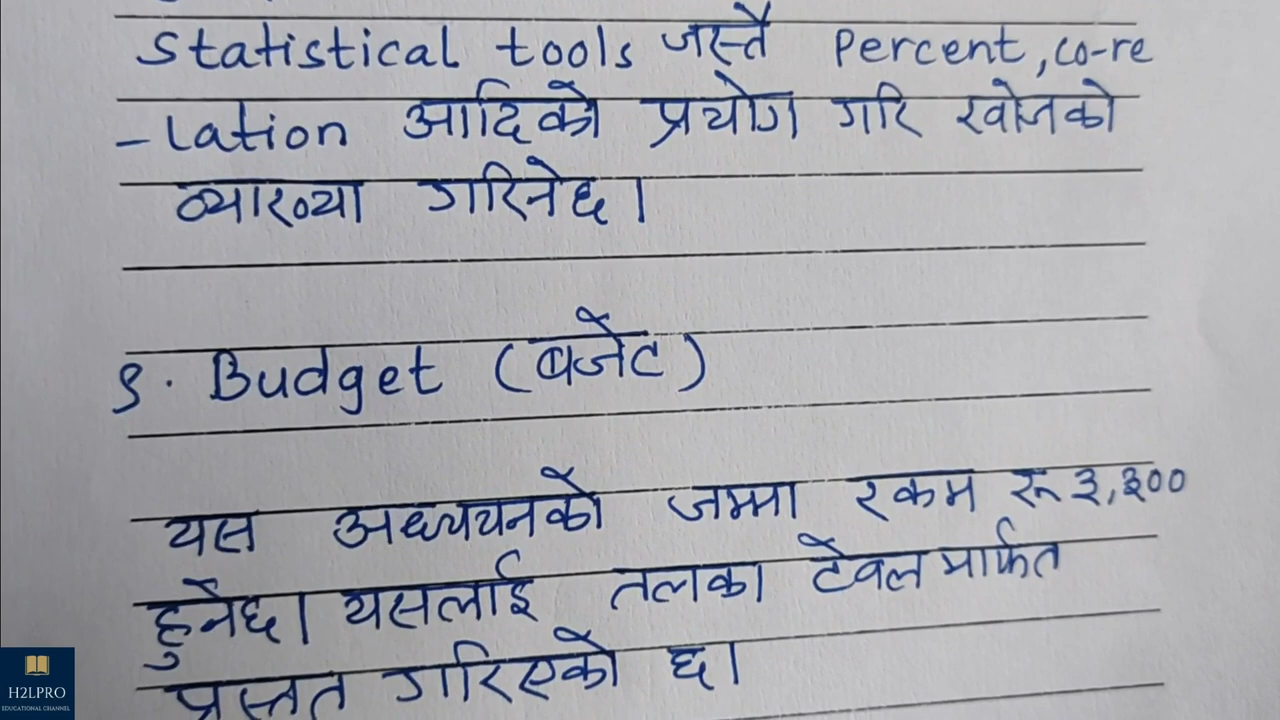 statistical tools जस्तै percent, co-re
-lation आदिको प्रयोग गरि खोजको
व्याख्या गरिनेछ।
९. Budget (बजेट)
यस अध्ययनको जम्मा रकम रू ३,३००
हुनेछ। यसलाई तलका टेवल मार्फत
प्रस्तुत गरिएको छ।
H2LPRO
EDUCATIONAL CHANNEL